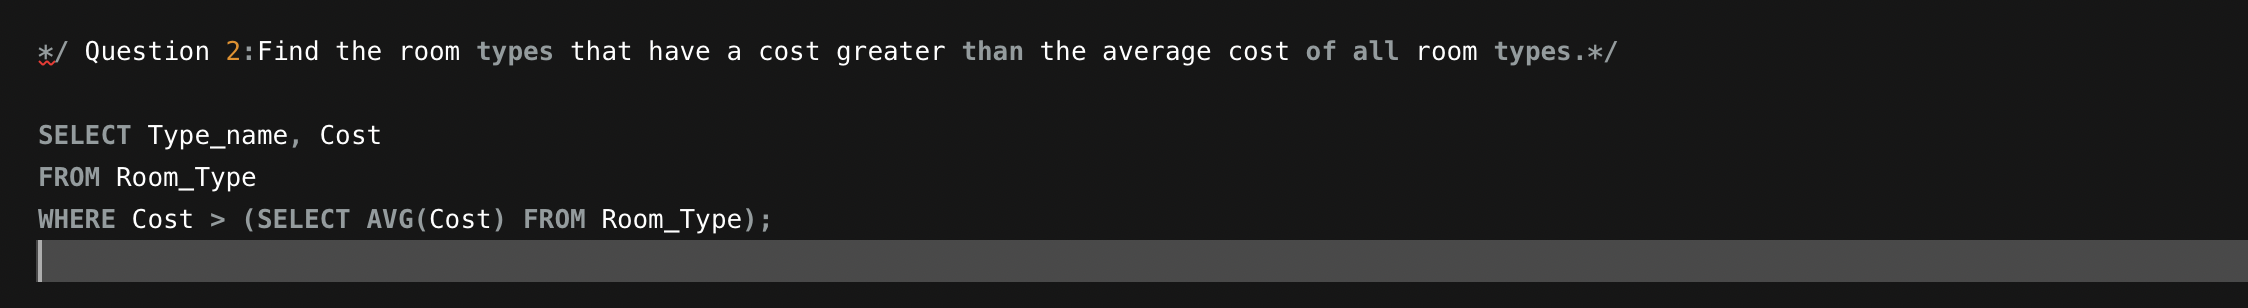 */ Question 2:Find the room types that have a cost greater than the average cost of all room types.*/
SELECT Type_name, Cost
FROM Room_Type
WHERE Cost > (SELECT AVG(Cost) FROM Room_Type);